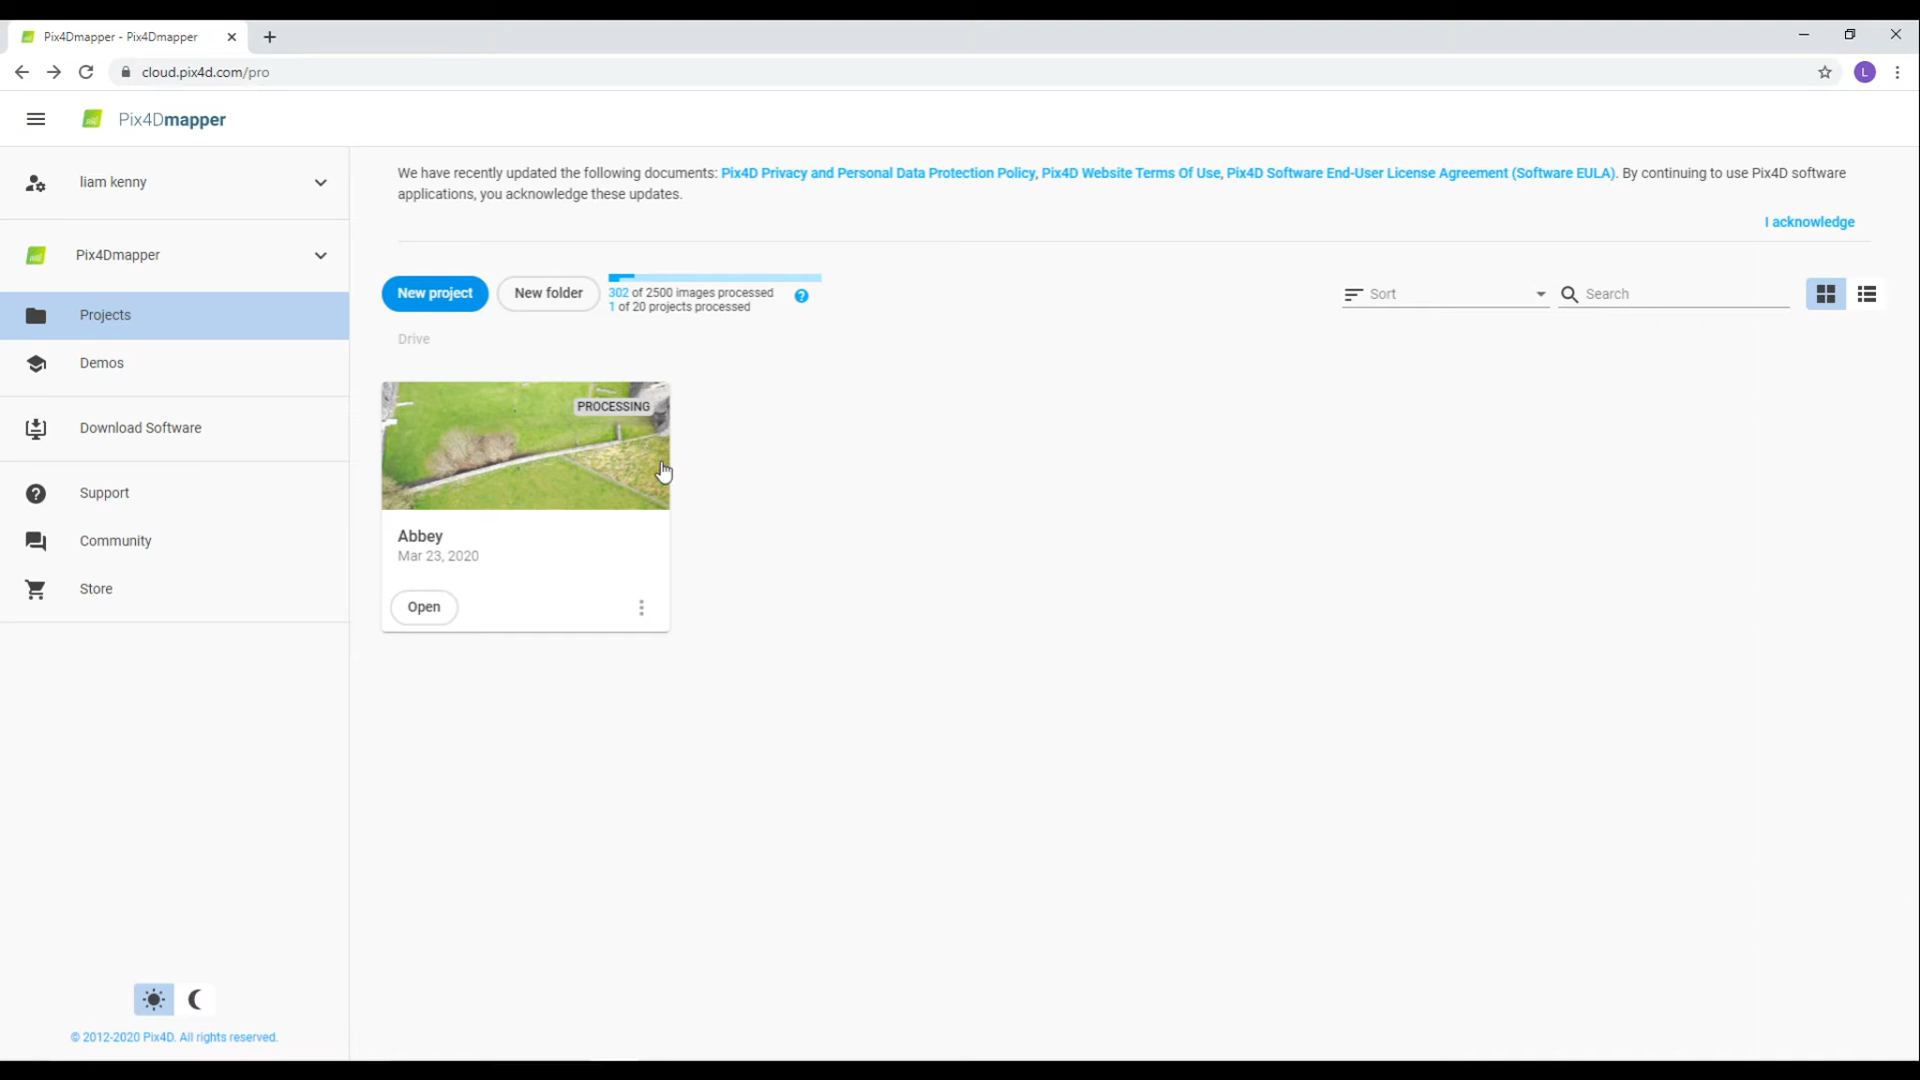 Pix4Dmapper - Pix4Dmapper
cloud.pix4d.com/pro
L
Pix4Dmapper
liam kenny
Pix4Dmapper
Projects
Demos
Download Software
Support
Community
Store
© 2012-2020 Pix4D. All rights reserved.
We have recently updated the following documents: Pix4D Privacy and Personal Data Protection Policy, Pix4D Website Terms Of Use, Pix4D Software End-User License Agreement (Software EULA). By continuing to use Pix4D software
applications, you acknowledge these updates.
I acknowledge
New project
New folder
302 of 2500 images processed
1 of 20 projects processed
Sort
Search
Drive
PROCESSING
Abbey
Mar 23, 2020
Open